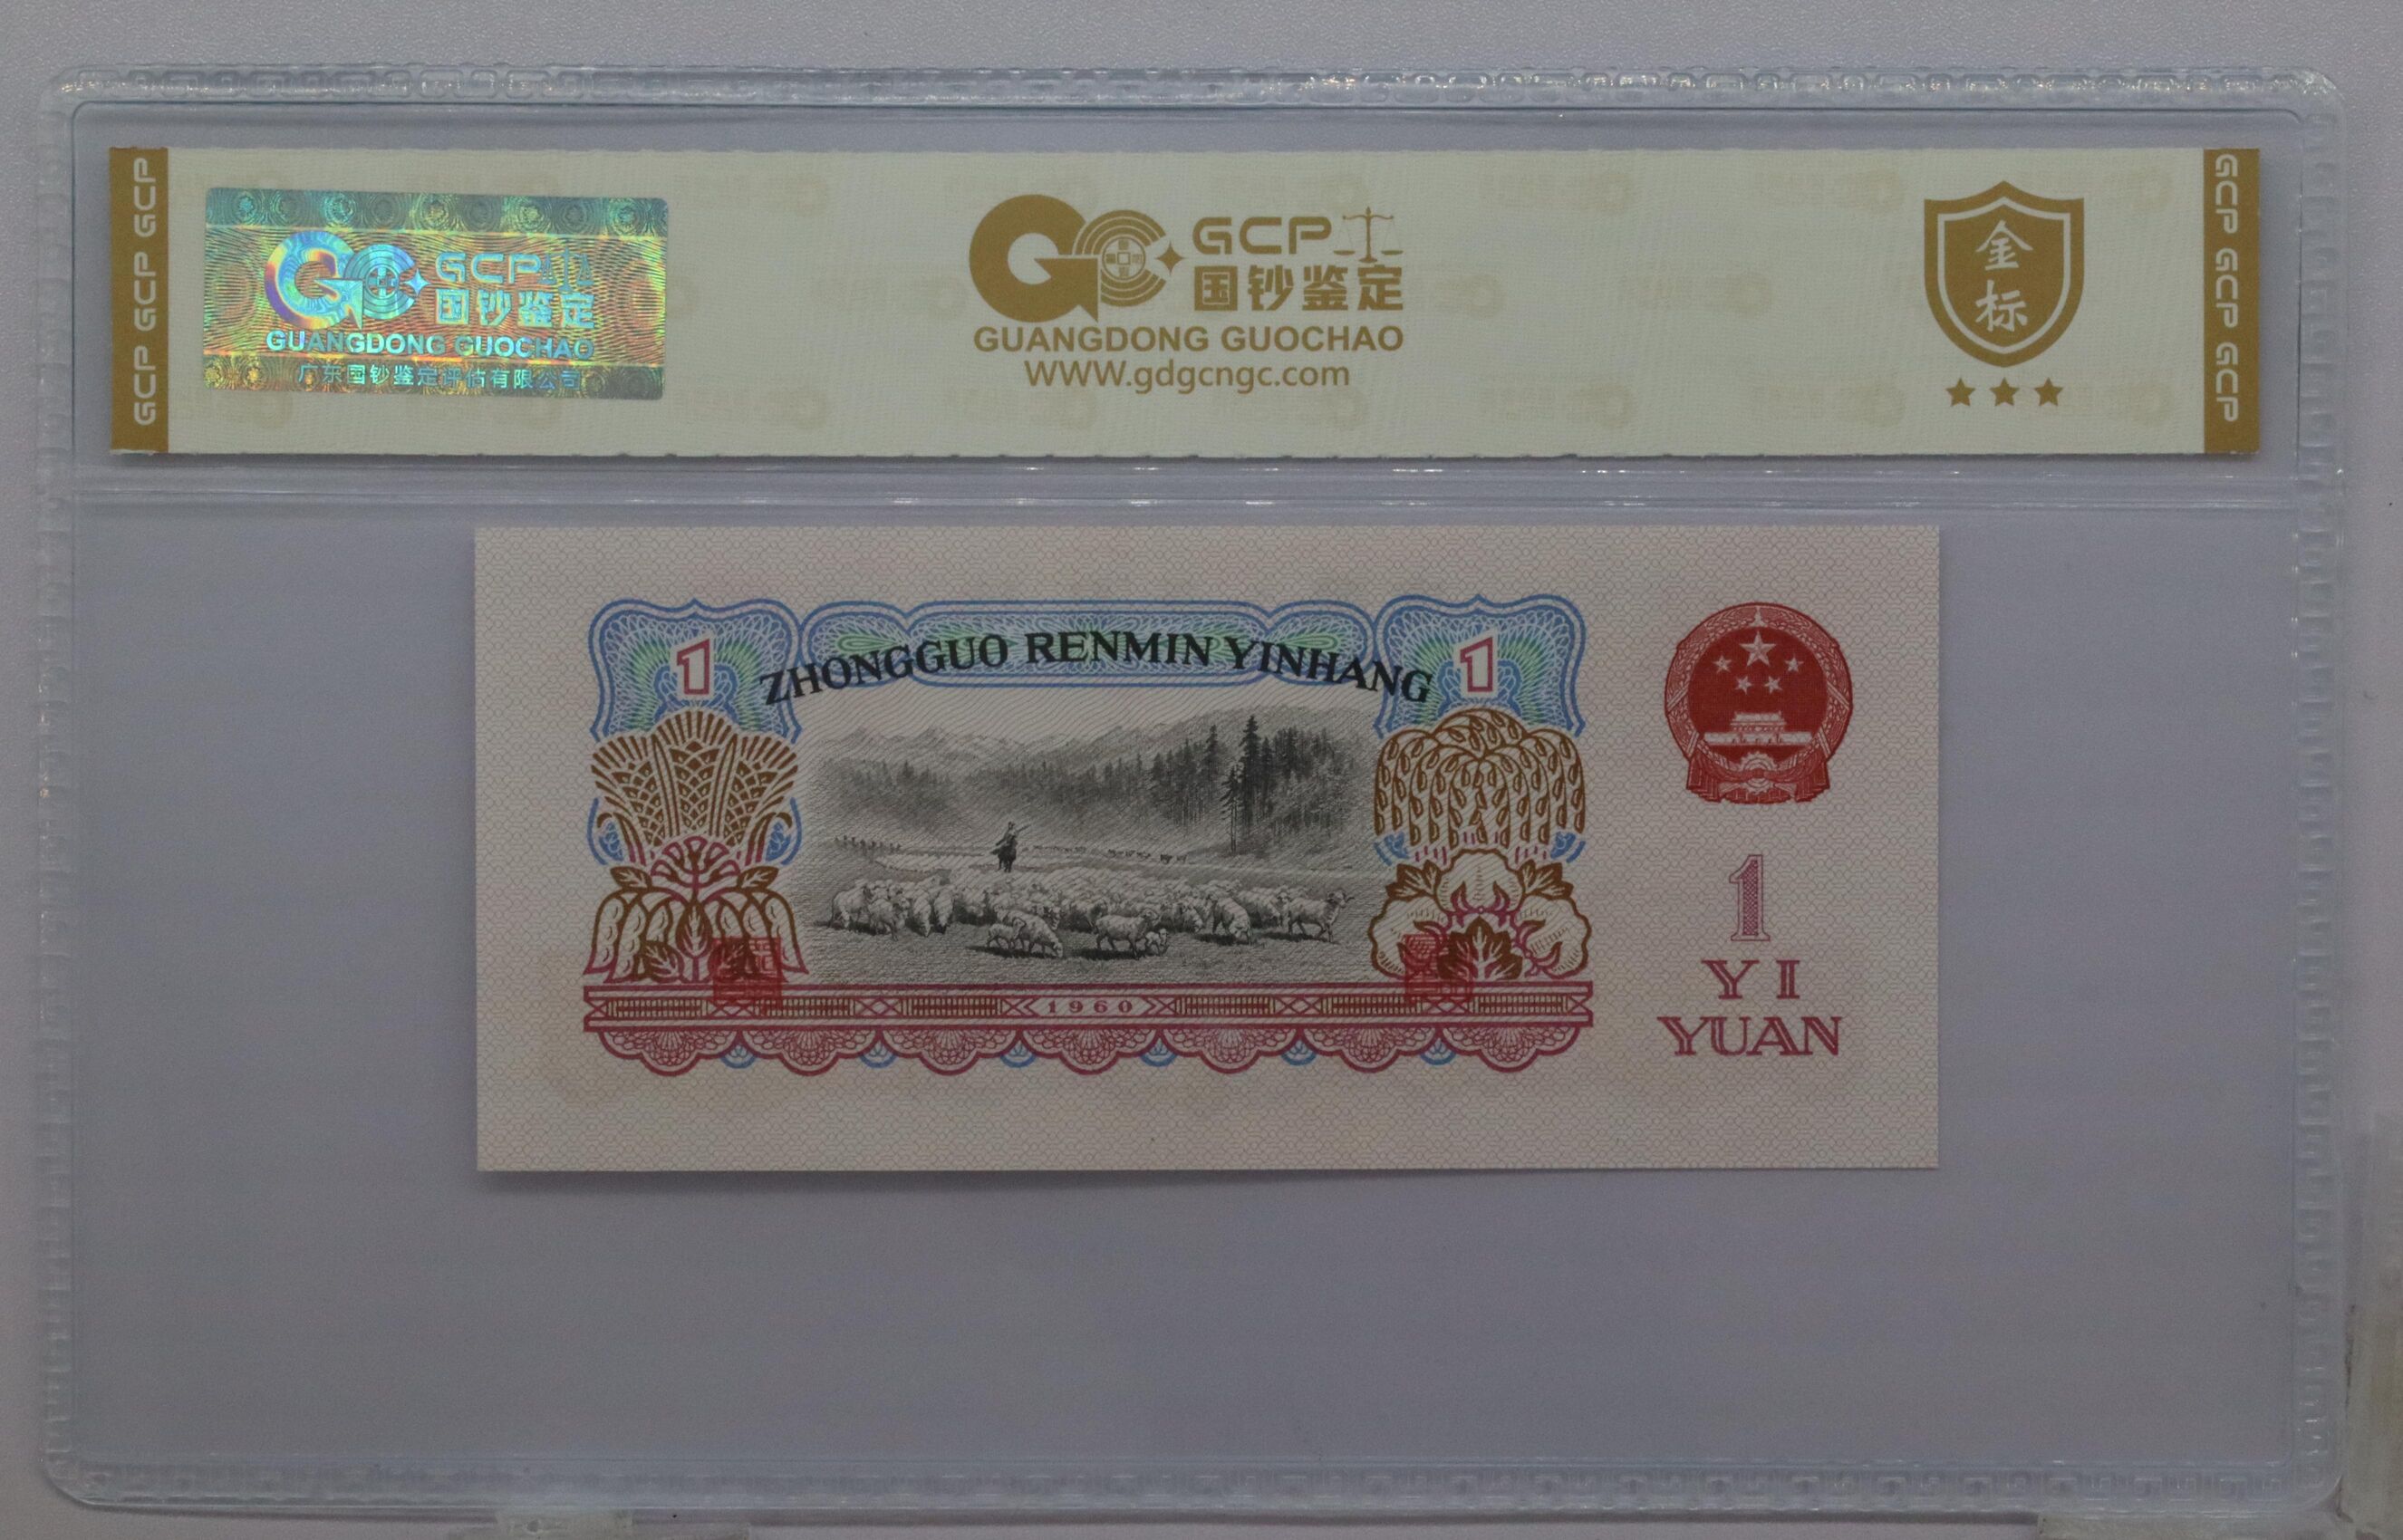 GCP GCP GCP
GCP
国钞鉴定
GUANGDONG GUOCHAO
广东国钞鉴定评估有限公司
GCP
国钞鉴定
GUANGDONG GUOCHAO
WWW.gdgcngc.com
金
标
GCP GCP GCP
1
ZHONGGUO RENMIN YINHANG
1
1960
1
YI
YUAN